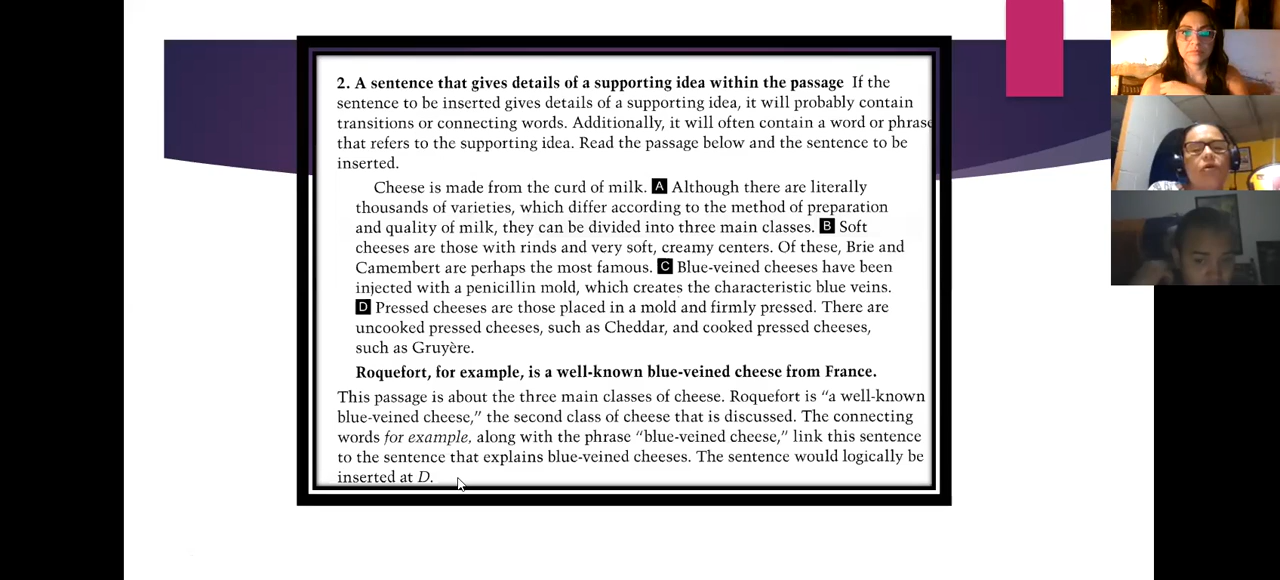 2. A sentence that gives details of a supporting idea within the passage If the
sentence to be inserted gives details of a supporting idea, it will probably contain
transitions or connecting words. Additionally, it will often contain a word or phrase
that refers to the supporting idea. Read the passage below and the sentence to be
inserted.
Cheese is made from the curd of milk. A Although there are literally
thousands of varieties, which differ according to the method of preparation
and quality of milk, they can be divided into three main classes. B Soft
cheeses are those with rinds and very soft, creamy centers. Of these, Brie and
Camembert are perhaps the most famous. C Blue-veined cheeses have been
injected with a penicillin mold, which creates the characteristic blue veins.
D Pressed cheeses are those placed in a mold and firmly pressed. There are
uncooked pressed cheeses, such as Cheddar, and cooked pressed cheeses,
such as Gruyère.
Roquefort, for example, is a well-known blue-veined cheese from France.
This passage is about the three main classes of cheese. Roquefort is “a well-known
blue-veined cheese,” the second class of cheese that is discussed. The connecting
words for example, along with the phrase “blue-veined cheese,” link this sentence
to the sentence that explains blue-veined cheeses. The sentence would logically be
inserted at D.